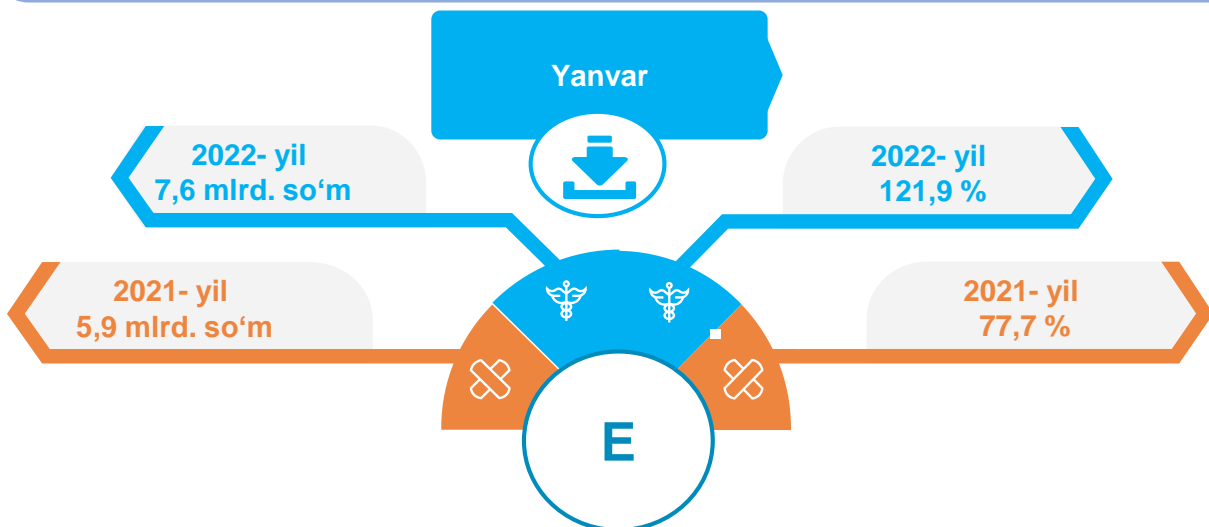 Yanvar
2022- yil
7,6 mlrd. so‘m
2022- yil
121,9 %
2021- yil
5,9 mlrd. so‘m
2021- yil
77,7 %
E